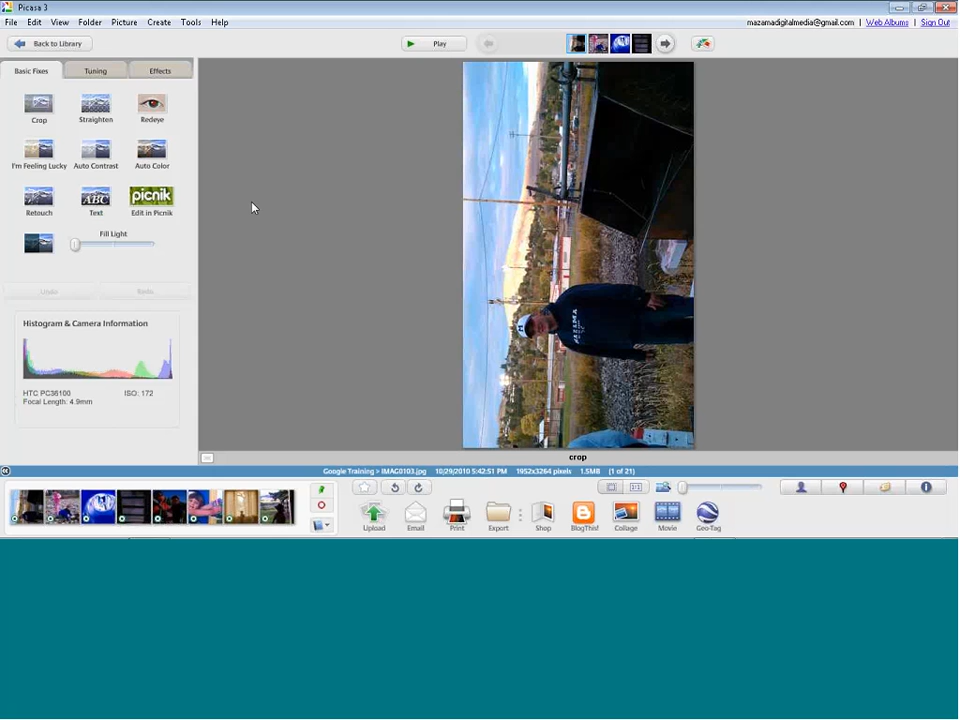 Picasa 3
File Edit View Folder Picture Create Tools Help
mazamadigitalmedia@gmail.com | Web Albums | Sign Out
Back to Library
Play
Basic Fixes Tuning Effects
Crop Straighten Redeye
I'm Feeling Lucky Auto Contrast Auto Color
ABC picnik
Retouch Text Edit in Picnik
Fill Light
Undo Redo
Histogram & Camera Information
HTC PC36100 ISO: 172
Focal Length: 4.9mm
crop
Google Training > IMAG0103.jpg 10/29/2010 5:42:51 PM 1952x3264 pixels 1.5MB (1 of 21)
Upload Email Print Export Shop BlogThis! Collage Movie Geo-Tag